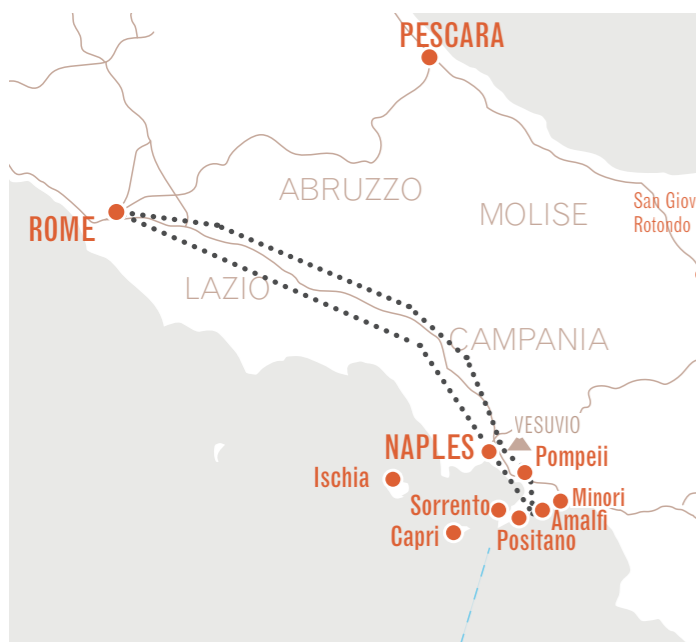 PESCARA
ABRUZZO
MOLISE
San Giov
Rotondo
ROME
LAZIO
CAMPANIA
VESUVIO
NAPLES
Pompeii
Ischia
Minori
Sorrento
Amalfi
Capri
Positano